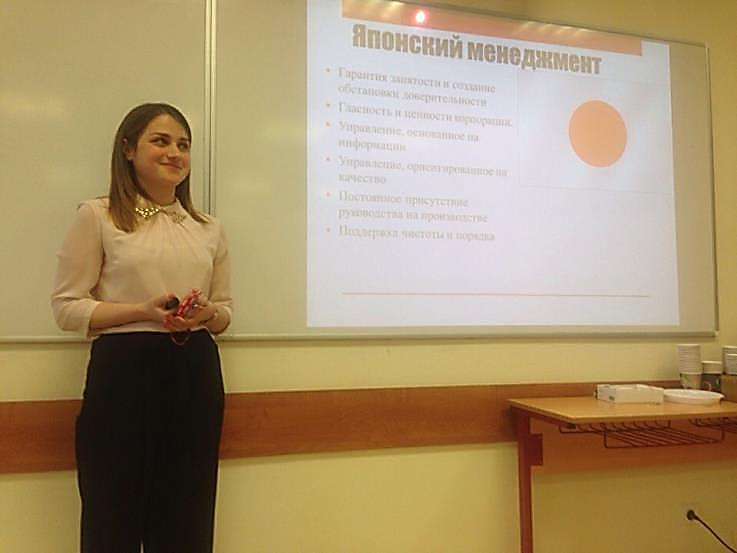 Японский менеджмент
• Гарантия занятости и создание
обстановки доверительности
• Гласность и ценности корпорации.
• Управление, основанное на
информации
• Управление, ориентированное на
качество
• Постоянное присутствие
руководства на производстве
• Поддержка чистоты и порядка